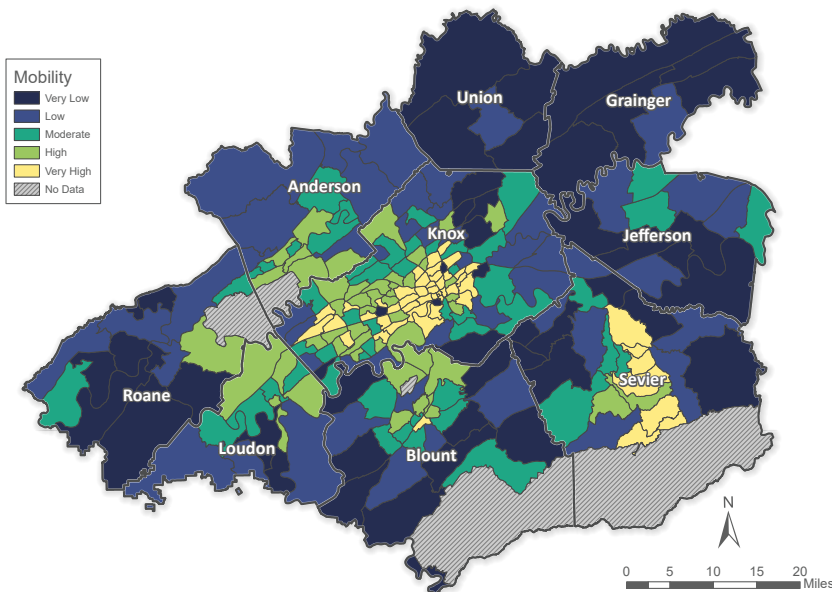 Mobility
Very Low
Low
Moderate
High
Very High
No Data
Union
Grainger
Anderson
Knox
Jefferson
Roane
Sevier
Loudon
Blount
N
0 5 10 15 20
Miles